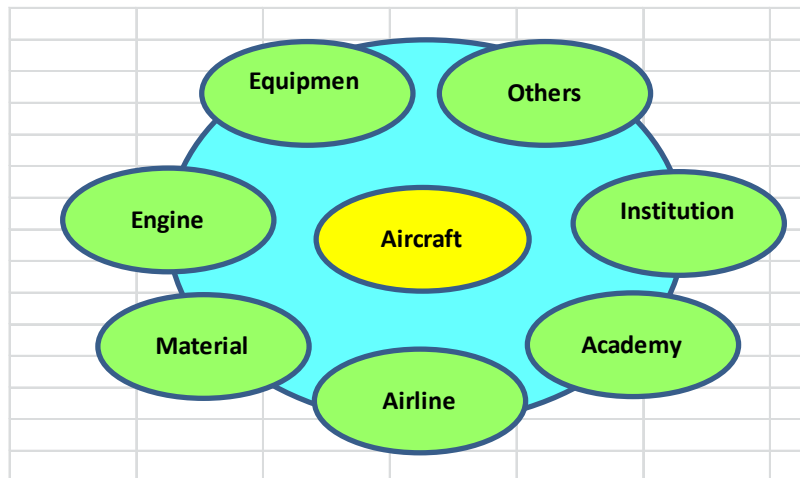 Equipmen
Others
Engine
Institution
Aircraft
Material
Academy
Airline